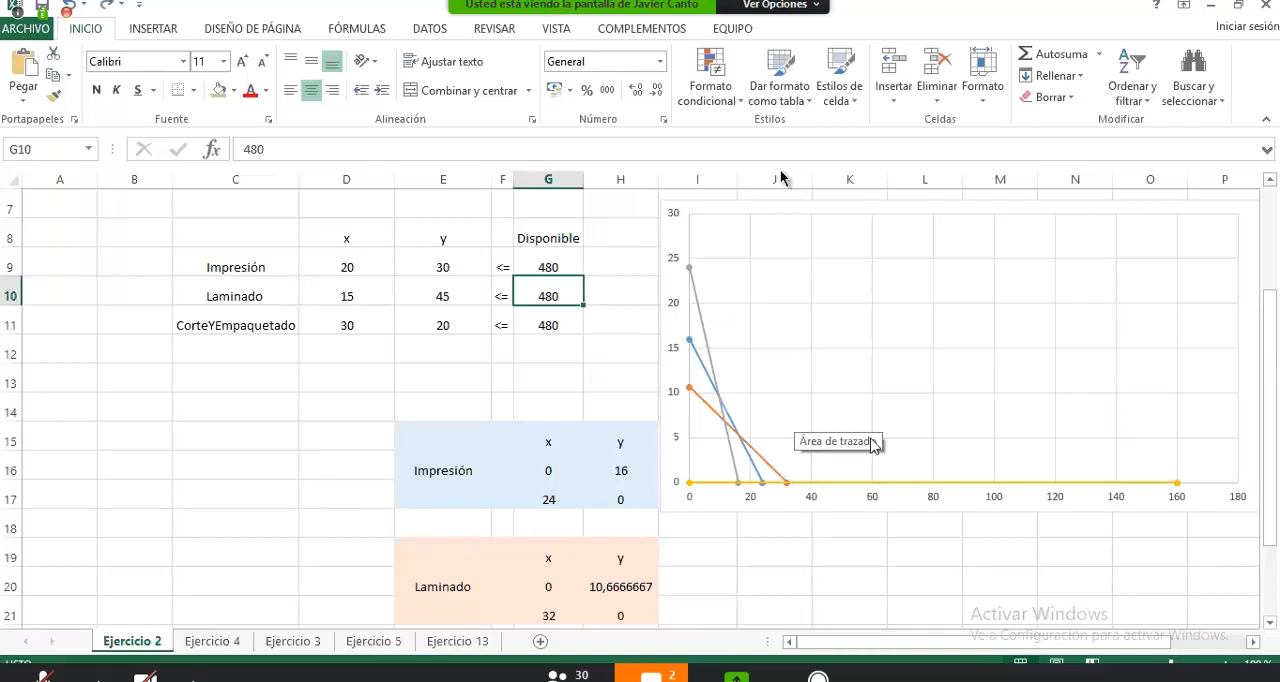 Usted está viendo la pantalla de Javier Canto
Ver Opciones
ARCHIVO INICIO INSERTAR DISEÑO DE PÁGINA FÓRMULAS DATOS REVISAR VISTA COMPLEMENTOS EQUIPO
Iniciar sesión
Pegar
Calibri 11
N K S
Ajustar texto
Combinar y centrar
General
% 000
Formato condicional
Dar formato como tabla
Estilos de celda
Insertar Eliminar Formato
Autosuma
Rellenar
Borrar
Ordenar y filtrar
Buscar y seleccionar
Portapapeles Fuente Alineación Número Estilos Celdas Modificar
G10 fx 480
A B C D E F G H I J K L M N O P
7
8 x y Disponible
9 Impresión 20 30 <= 480
10 Laminado 15 45 <= 480
11 CorteYEmpaquetado 30 20 <= 480
12
13
14
15 x y
16 Impresión 0 16
17 24 0
18
19 x y
20 Laminado 0 10,6666667
21 32 0
30
25
20
15
10
5
0
0 20 40 60 80 100 120 140 160 180
Área de trazado
Activar Windows
Ve a Configuración para activar Windows.
Ejercicio 2 Ejercicio 4 Ejercicio 3 Ejercicio 5 Ejercicio 13
30
2